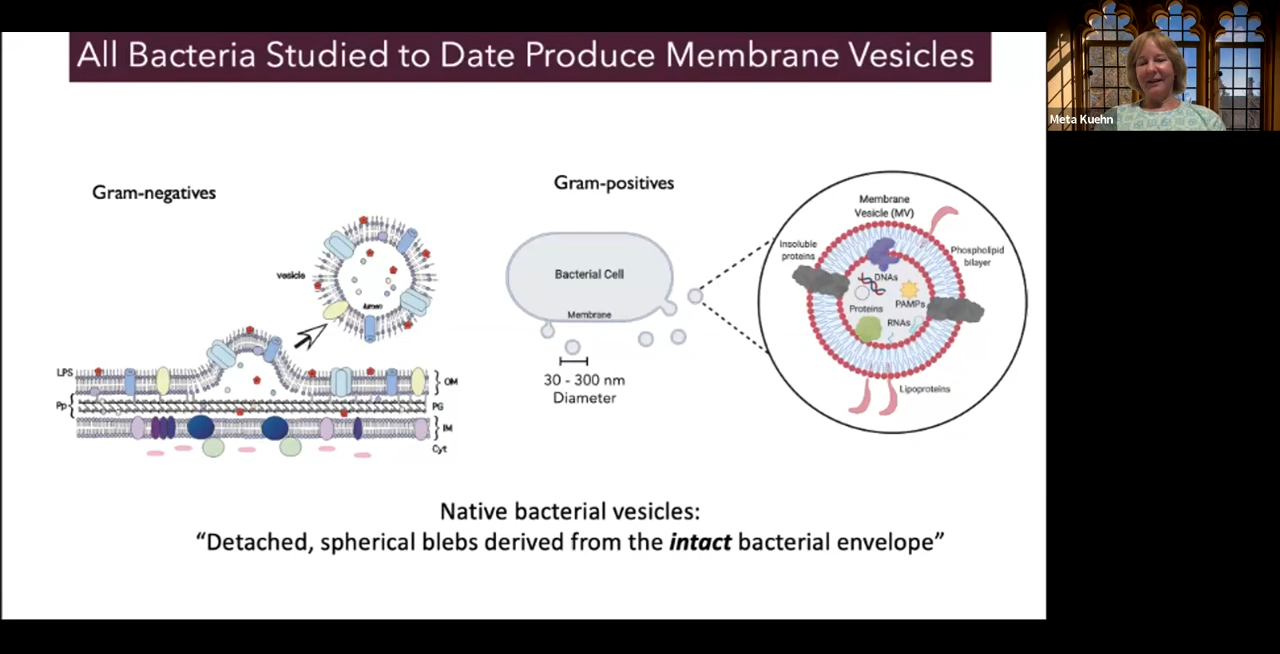 All Bacteria Studied to Date Produce Membrane Vesicles
Meta Kuehn
Gram-negatives
vesicle
lumen
LPS
Pp
OM
PG
IM
Cyt
Gram-positives
Bacterial Cell
Membrane
30 - 300 nm
Diameter
Membrane
Vesicle (MV)
Insoluble
proteins
Phospholipid
bilayer
DNAs
PAMPs
Proteins
RNAs
Lipoproteins
Native bacterial vesicles:
“Detached, spherical blebs derived from the intact bacterial envelope”